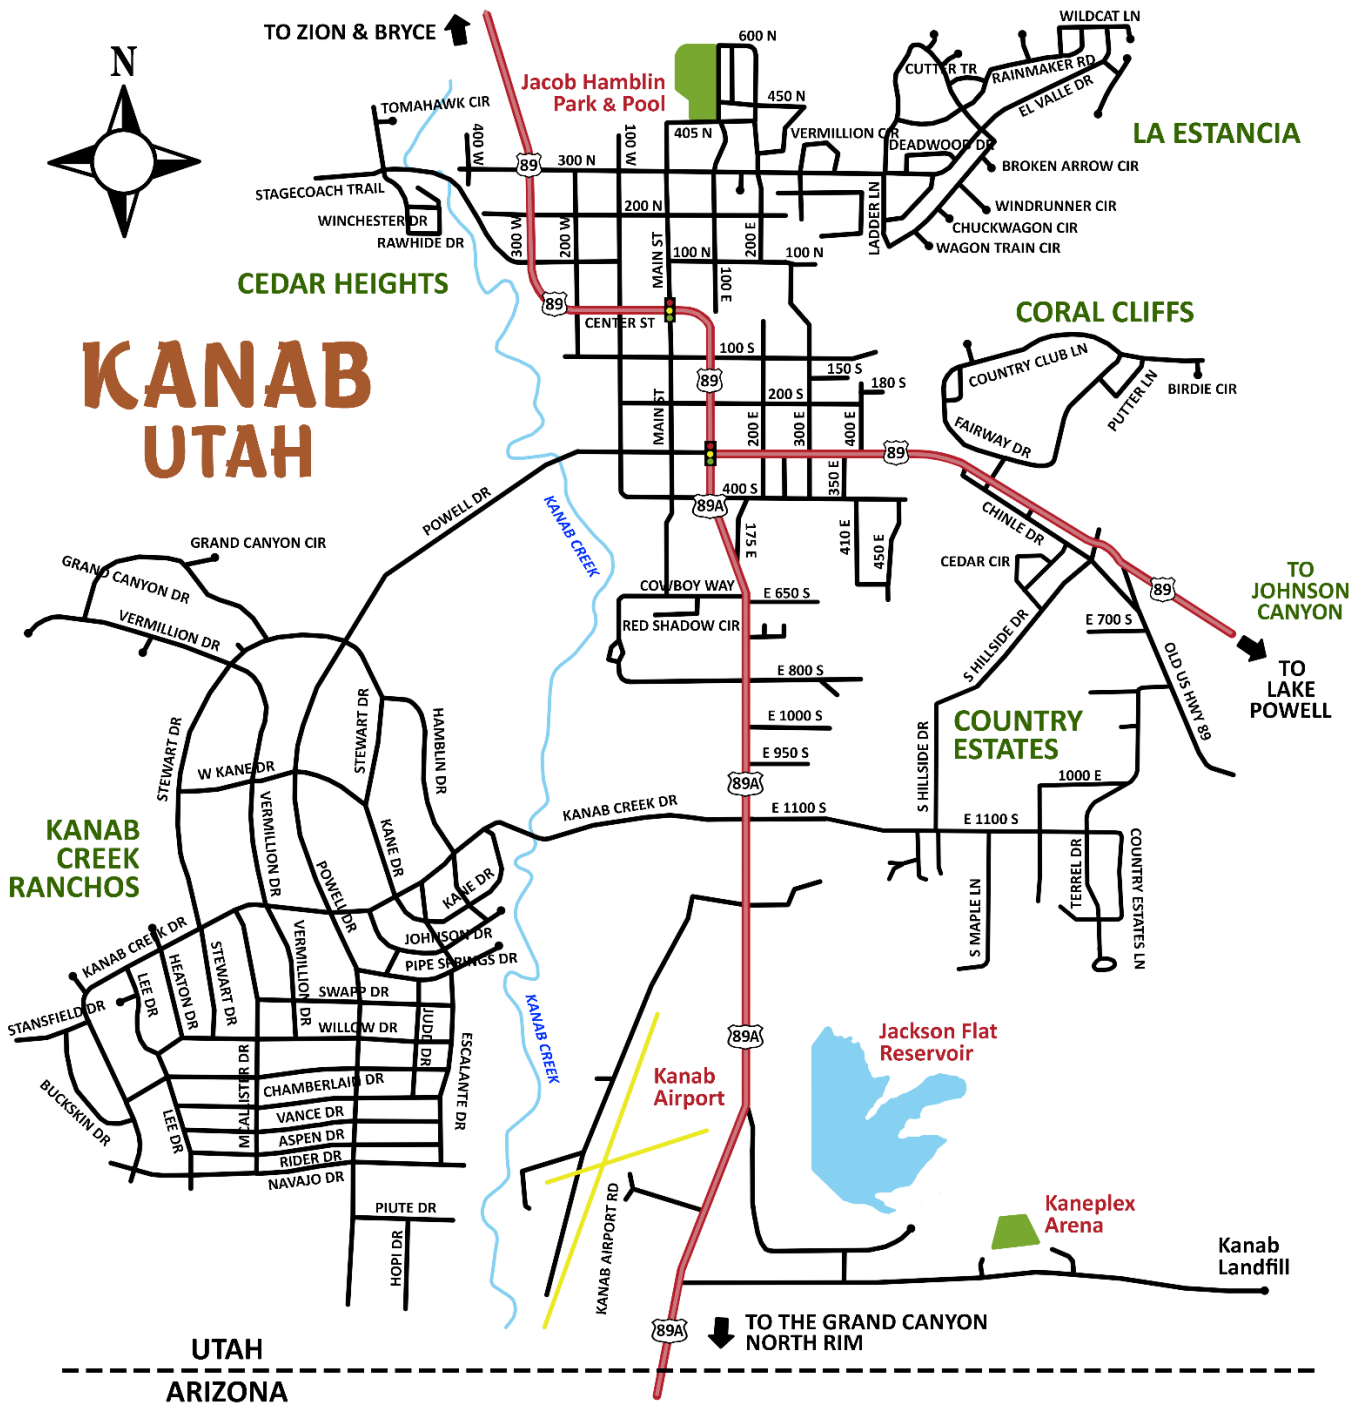 TO ZION & BRYCE
N
Jacob Hamblin
Park & Pool
600 N
450 N
405 N
VERMILLION CIR
WILDCAT LN
CUTTER TR
RAINMAKER RD
EL VALLE DR
DEADWOOD DR
LA ESTANCIA
BROKEN ARROW CIR
WINDRUNNER CIR
CHUCKWAGON CIR
WAGON TRAIN CIR
LADDER LN
TOMAHAWK CIR
STAGECOACH TRAIL
WINCHESTER DR
RAWHIDE DR
CEDAR HEIGHTS
400 W
89
300 N
100 W
200 N
300 W
200 W
MAIN ST
100 N
200 E
100 N
100 E
89
CENTER ST
KANAB
UTAH
100 S
89
150 S
180 S
200 S
MAIN ST
200 E
300 E
400 E
350 E
89
CORAL CLIFFS
COUNTRY CLUB LN
PUTTER LN
BIRDIE CIR
FAIRWAY DR
CHINLE DR
CEDAR CIR
S HILLSIDE DR
E 700 S
89
OLD US HWY 89
TO
JOHNSON
CANYON
TO
LAKE
POWELL
400 S
89A
175 E
410 E
450 E
POWELL DR
KANAB CREEK
COWBOY WAY
E 650 S
RED SHADOW CIR
E 800 S
E 1000 S
E 950 S
89A
GRAND CANYON CIR
GRAND CANYON DR
VERMILLION DR
STEWART DR
STEWART DR
HAMBLIN DR
W KANE DR
VERMILLION DR
KANE DR
POWELL DR
KANE DR
KANAB CREEK DR
E 1100 S
E 1100 S
S HILLSIDE DR
COUNTRY
ESTATES
1000 E
TERREL DR
COUNTRY ESTATES LN
S MAPLE LN
KANAB
CREEK
RANCHOS
KANAB CREEK DR
JOHNSON DR
PIPE SPRINGS DR
STANSFIELD DR
LEE DR
HEATON DR
STEWART DR
VERMILLION DR
SWAPP DR
WILLOW DR
JUDD DR
ESCALANTE DR
MCALLISTER DR
CHAMBERLAIN DR
VANCE DR
ASPEN DR
RIDER DR
NAVAJO DR
BUCKSKIN DR
LEE DR
PIUTE DR
HOPI DR
KANAB CREEK
89A
Kanab
Airport
KANAB AIRPORT RD
Jackson Flat
Reservoir
Kaneplex
Arena
Kanab
Landfill
89A
TO THE GRAND CANYON
NORTH RIM
UTAH
ARIZONA